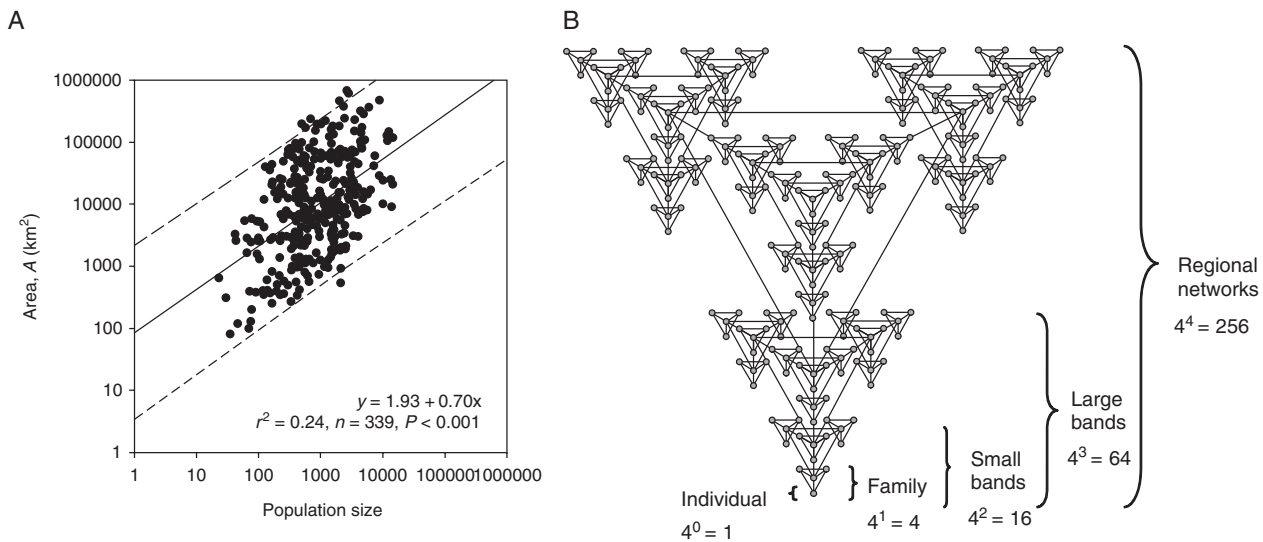 A
B
1000000
100000
10000
1000
100
10
1
Area, A (km²)
y = 1.93 + 0.70x
r² = 0.24, n = 339, P < 0.001
1 10 100 1000 10000 100000 1000000
Population size
Individual
4⁰ = 1
Family
4¹ = 4
Small
bands
4² = 16
Large
bands
4³ = 64
Regional
networks
4⁴ = 256